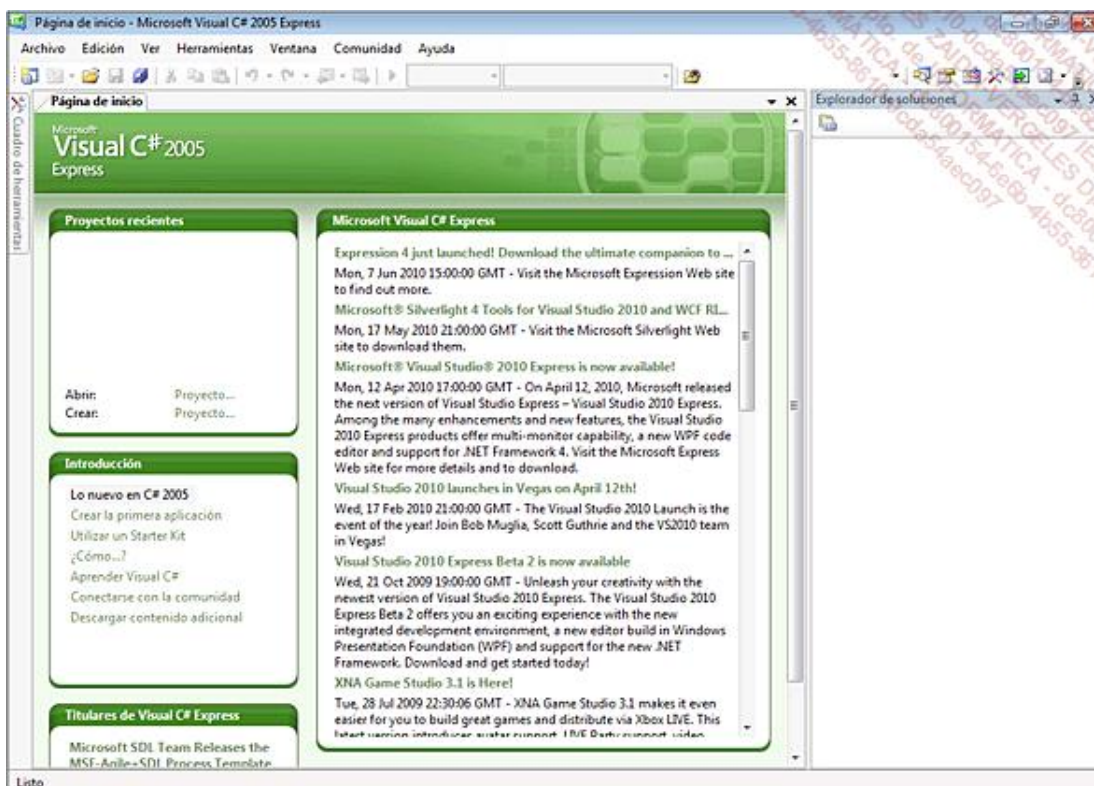 Página de inicio - Microsoft Visual C# 2005 Express
Archivo Edición Ver Herramientas Ventana Comunidad Ayuda
Cuadro de herramientas
Página de inicio
Explorador de soluciones
Microsoft
Visual C# 2005
Express
Proyectos recientes
Abrir: Proyecto...
Crear: Proyecto...
Introducción
Lo nuevo en C# 2005
Crear la primera aplicación
Utilizar un Starter Kit
¿Cómo...?
Aprender Visual C#
Conectarse con la comunidad
Descargar contenido adicional
Titulares de Visual C# Express
Microsoft SDL Team Releases the
MSF-Agile+SDL Process Template
Microsoft Visual C# Express
Expression 4 just launched! Download the ultimate companion to ...
Mon, 7 Jun 2010 15:00:00 GMT - Visit the Microsoft Expression Web site
to find out more.
Microsoft® Silverlight 4 Tools for Visual Studio 2010 and WCF RI...
Mon, 17 May 2010 21:00:00 GMT - Visit the Microsoft Silverlight Web
site to download them.
Microsoft® Visual Studio® 2010 Express is now available!
Mon, 12 Apr 2010 17:00:00 GMT - On April 12, 2010, Microsoft released
the next version of Visual Studio Express – Visual Studio 2010 Express.
Among the many enhancements and new features, the Visual Studio
2010 Express products offer multi-monitor capability, a new WPF code
editor and support for .NET Framework 4. Visit the Microsoft Express
Web site for more details and to download.
Visual Studio 2010 launches in Vegas on April 12th!
Wed, 17 Feb 2010 21:00:00 GMT - The Visual Studio 2010 Launch is the
event of the year! Join Bob Muglia, Scott Guthrie and the VS2010 team
in Vegas!
Visual Studio 2010 Express Beta 2 is now available
Wed, 21 Oct 2009 19:00:00 GMT - Unleash your creativity with the
newest version of Visual Studio 2010 Express. The Visual Studio 2010
Express Beta 2 offers you an exciting experience with the new
integrated development environment, a new editor build in Windows
Presentation Foundation (WPF) and support for the new .NET
Framework. Download and get started today!
XNA Game Studio 3.1 is Here!
Tue, 28 Jul 2009 22:30:06 GMT - XNA Game Studio 3.1 makes it even
easier for you to build great games and distribute via Xbox LIVE. This
latest version introduces avatar support, LIVE Party support, video
Listo